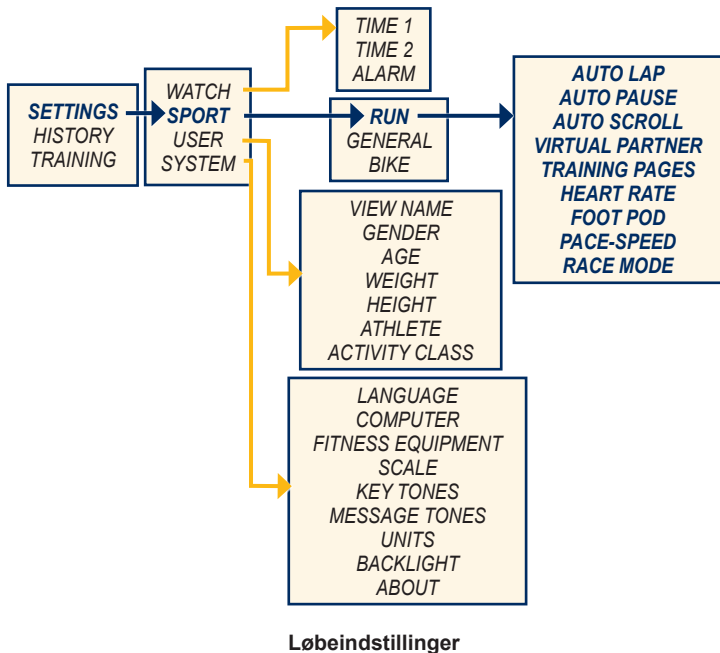 SETTINGS
HISTORY
TRAINING
WATCH
SPORT
USER
SYSTEM
TIME 1
TIME 2
ALARM
RUN
GENERAL
BIKE
AUTO LAP
AUTO PAUSE
AUTO SCROLL
VIRTUAL PARTNER
TRAINING PAGES
HEART RATE
FOOT POD
PACE-SPEED
RACE MODE
VIEW NAME
GENDER
AGE
WEIGHT
HEIGHT
ATHLETE
ACTIVITY CLASS
LANGUAGE
COMPUTER
FITNESS EQUIPMENT
SCALE
KEY TONES
MESSAGE TONES
UNITS
BACKLIGHT
ABOUT
Løbeindstillinger